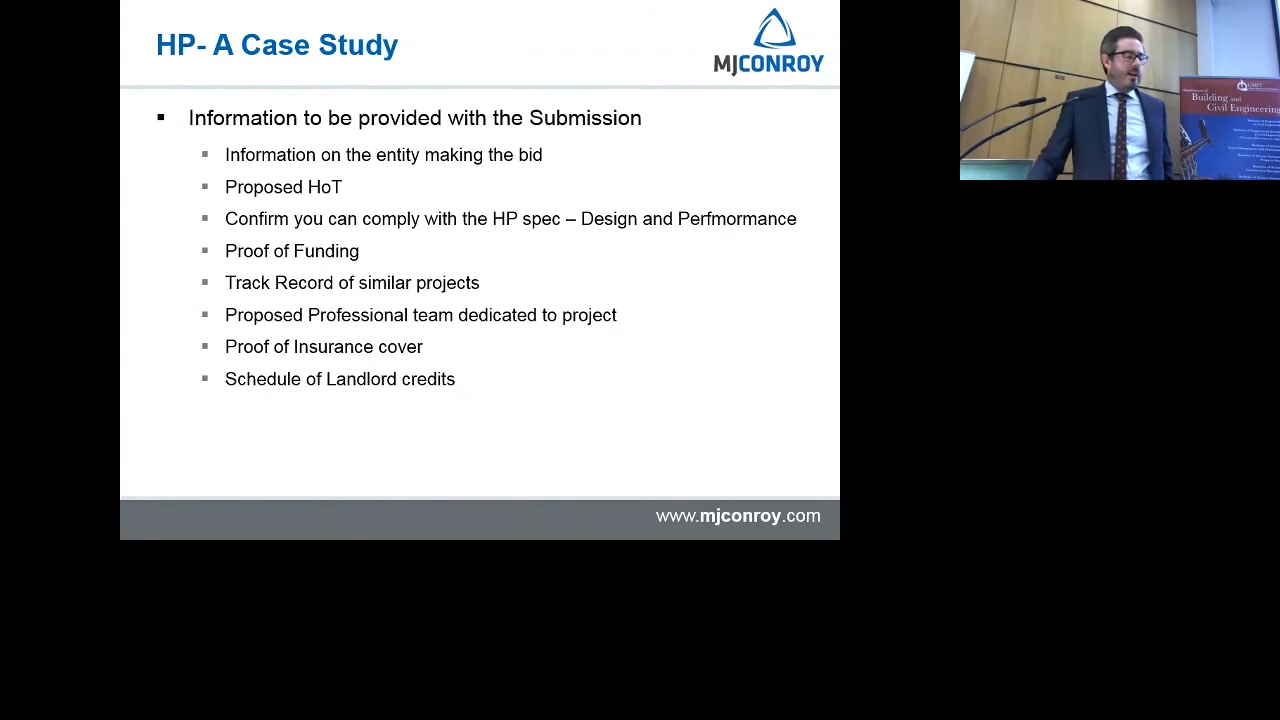 HP- A Case Study
MJCONROY
Information to be provided with the Submission
Information on the entity making the bid
Proposed HoT
Confirm you can comply with the HP spec – Design and Perfmormance
Proof of Funding
Track Record of similar projects
Proposed Professional team dedicated to project
Proof of Insurance cover
Schedule of Landlord credits
www.mjconroy.com
Department of
Building and
Civil Engineering